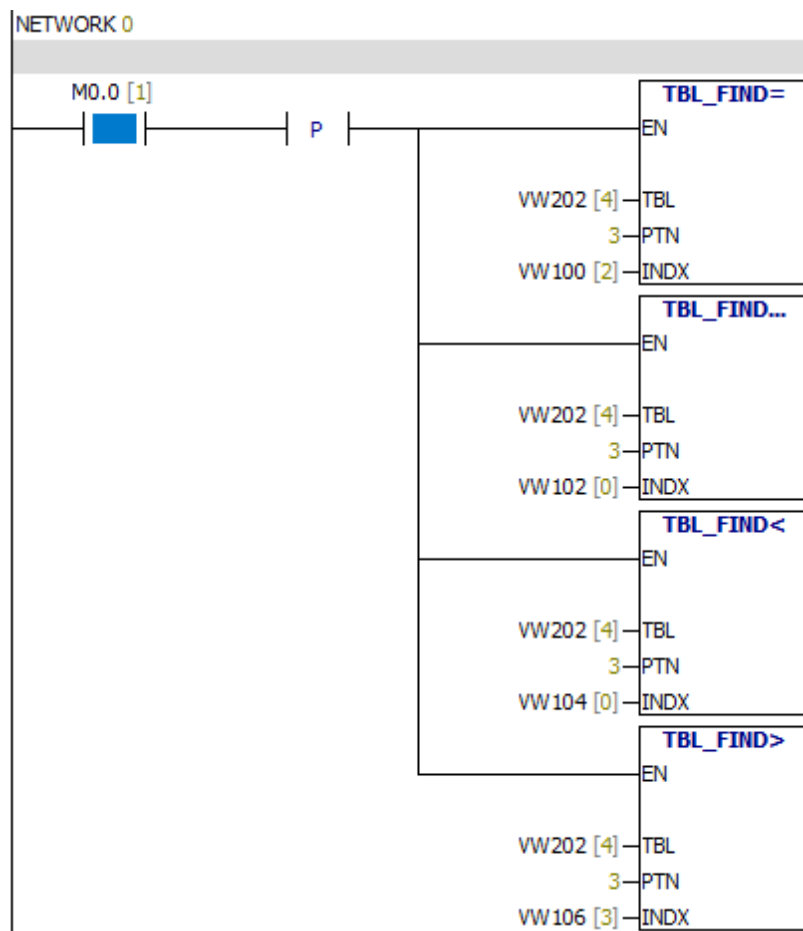 NETWORK 0
M0.0 [1]
P
TBL_FIND=
EN
VW202 [4] TBL
3 PTN
VW100 [2] INDX
TBL_FIND...
EN
VW202 [4] TBL
3 PTN
VW102 [0] INDX
TBL_FIND<
EN
VW202 [4] TBL
3 PTN
VW104 [0] INDX
TBL_FIND>
EN
VW202 [4] TBL
3 PTN
VW106 [3] INDX